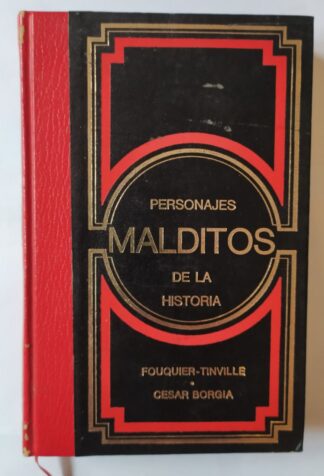 PERSONAJES
MALDITOS
DE LA
HISTORIA
FOUQUIER-TINVILLE
•
CESAR BORGIA